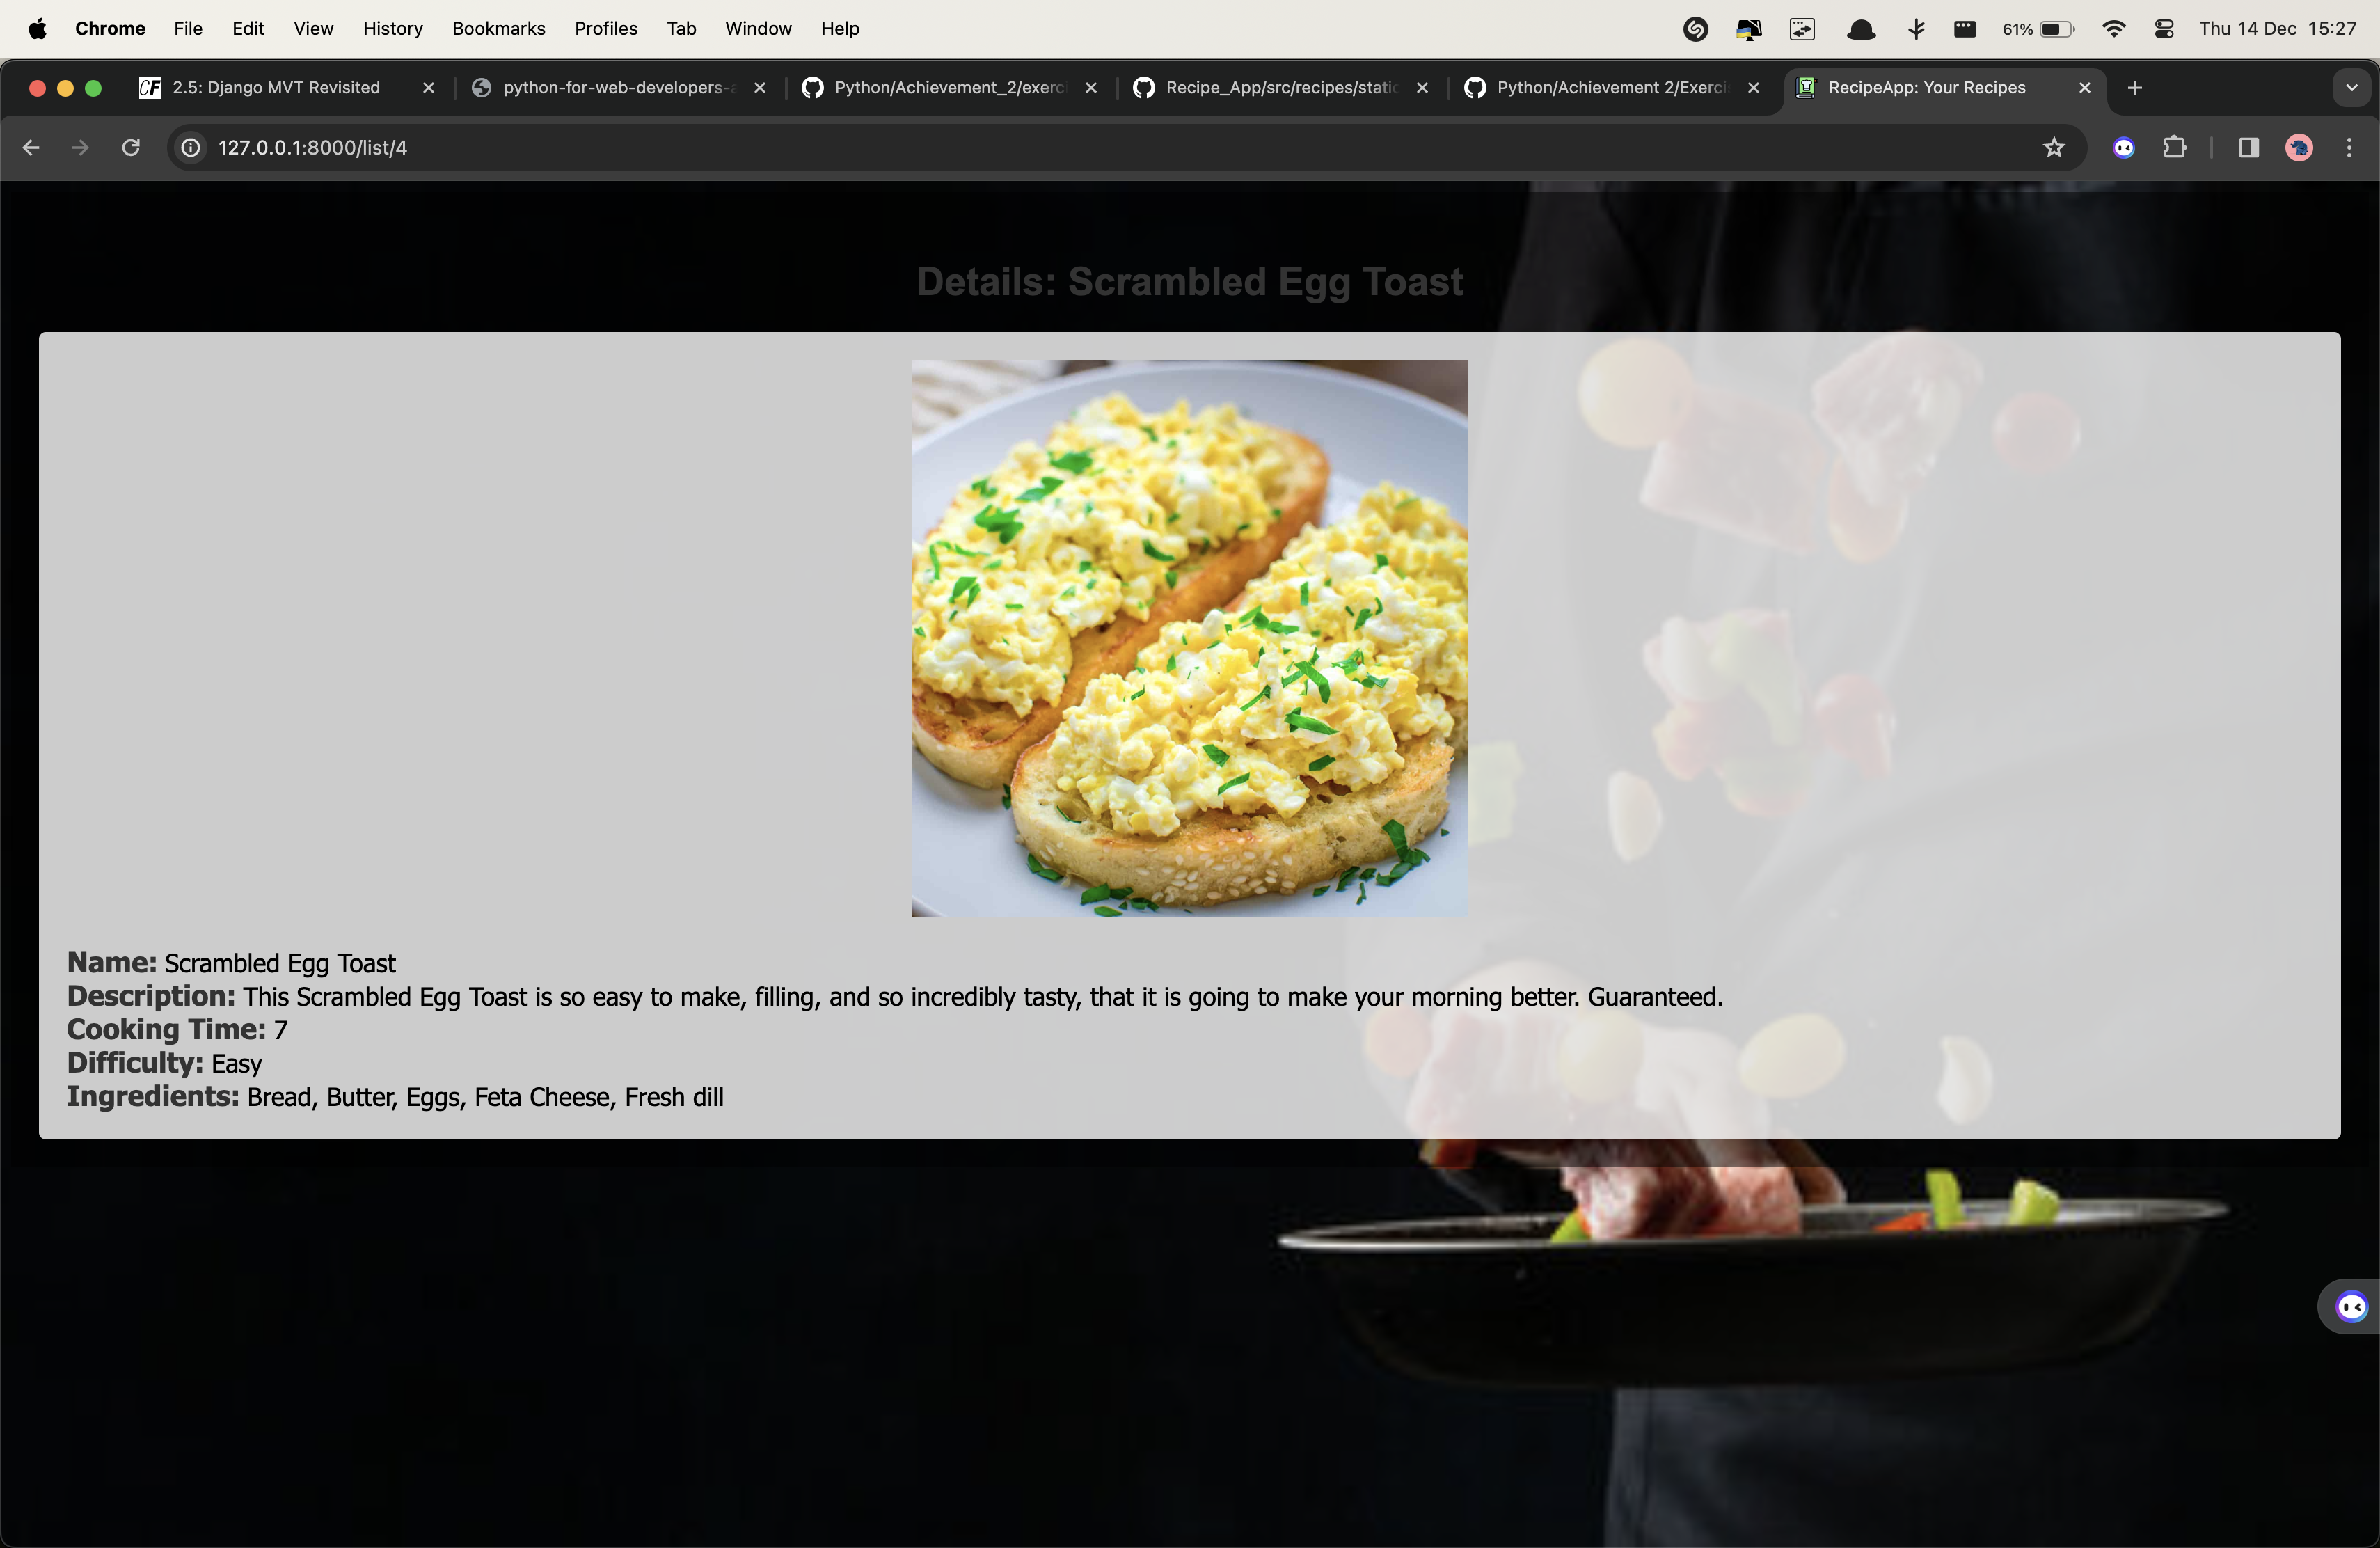 Chrome File Edit View History Bookmarks Profiles Tab Window Help 61% Thu 14 Dec 15:27
CF 2.5: Django MVT Revisited python-for-web-developers- Python/Achievement_2/exerc Recipe_App/src/recipes/static Python/Achievement 2/Exerci RecipeApp: Your Recipes
127.0.0.1:8000/list/4
Details: Scrambled Egg Toast
Name: Scrambled Egg Toast
Description: This Scrambled Egg Toast is so easy to make, filling, and so incredibly tasty, that it is going to make your morning better. Guaranteed.
Cooking Time: 7
Difficulty: Easy
Ingredients: Bread, Butter, Eggs, Feta Cheese, Fresh dill